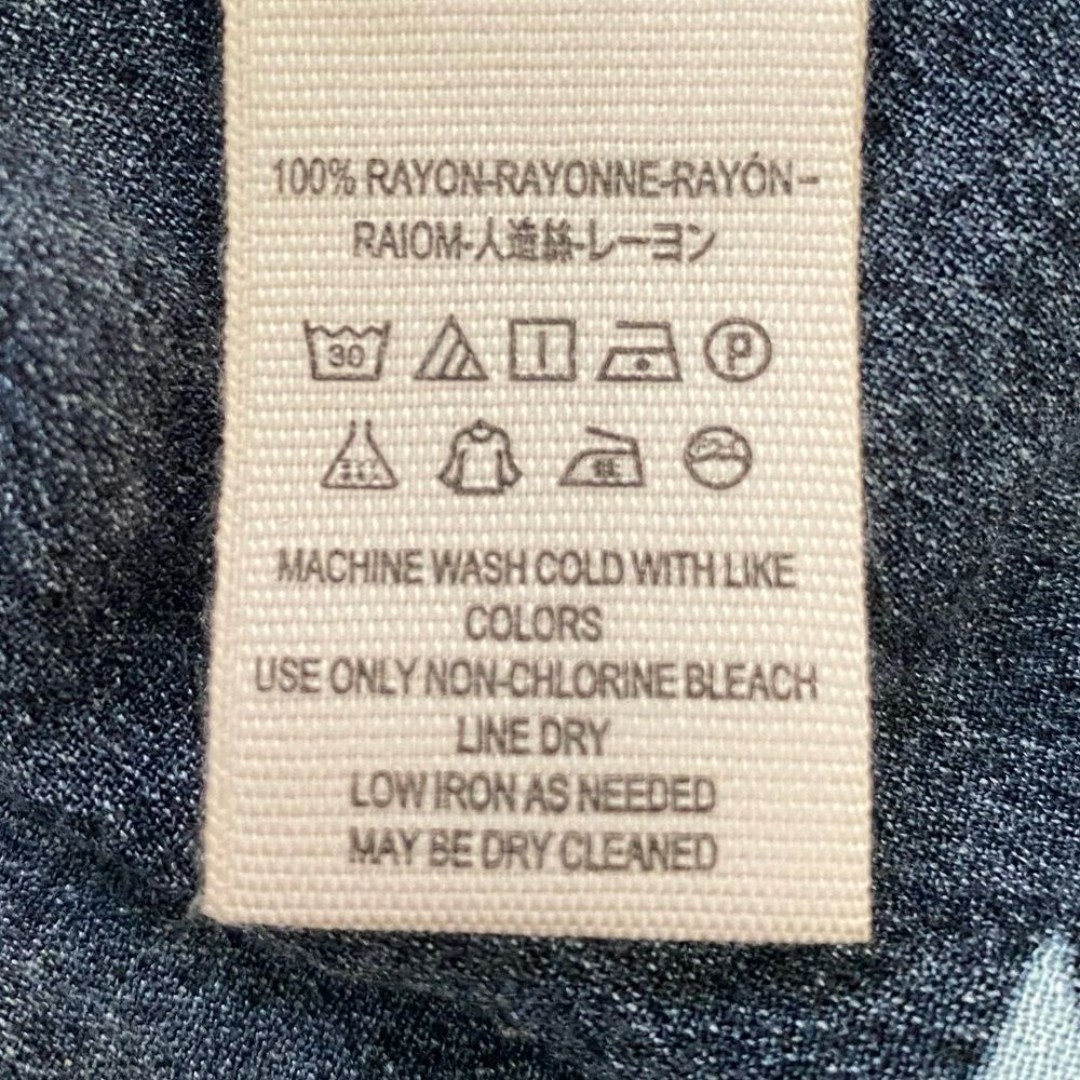 100% RAYON-RAYONNE-RAYÓN-
RAIOM-人造絲-レーヨン
30 P
MACHINE WASH COLD WITH LIKE
COLORS
USE ONLY NON-CHLORINE BLEACH
LINE DRY
LOW IRON AS NEEDED
MAY BE DRY CLEANED